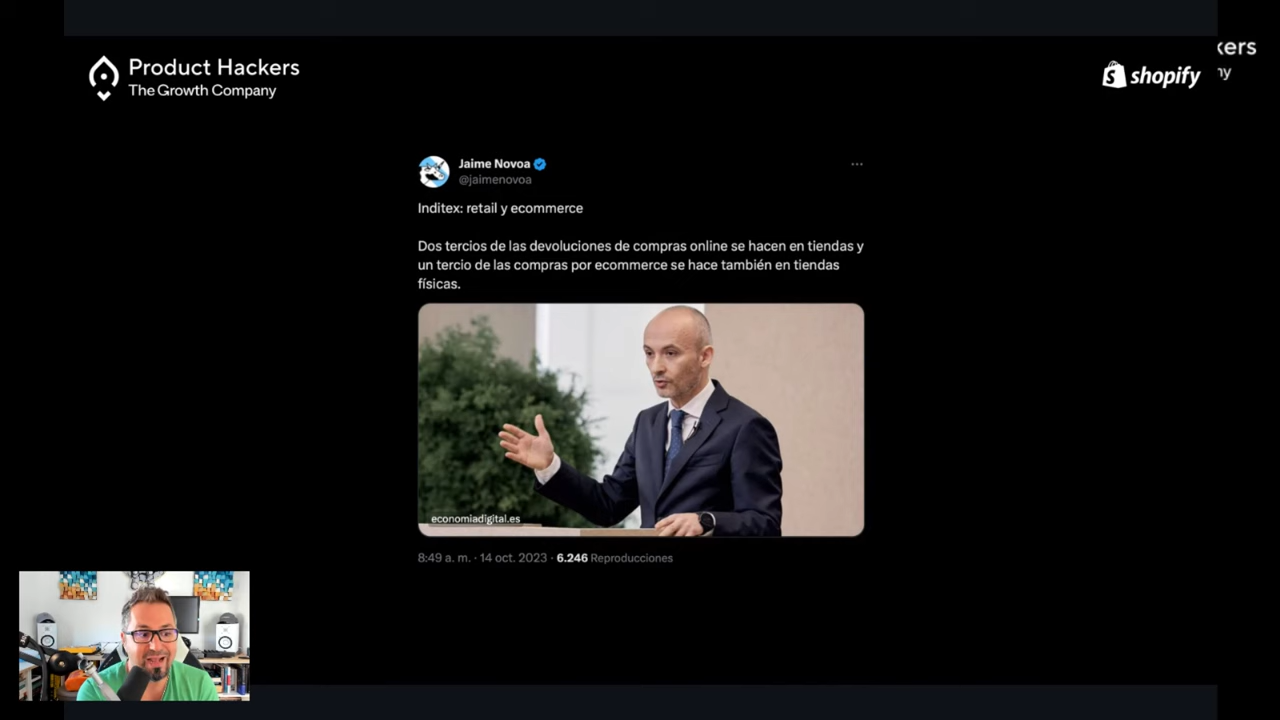 Product Hackers
The Growth Company
shopify
kers
ny
Jaime Novoa
@jaimenovoa
Inditex: retail y ecommerce
Dos tercios de las devoluciones de compras online se hacen en tiendas y
un tercio de las compras por ecommerce se hace también en tiendas
físicas.
economiadigital.es
8:49 a. m. · 14 oct. 2023 · 6.246 Reproducciones